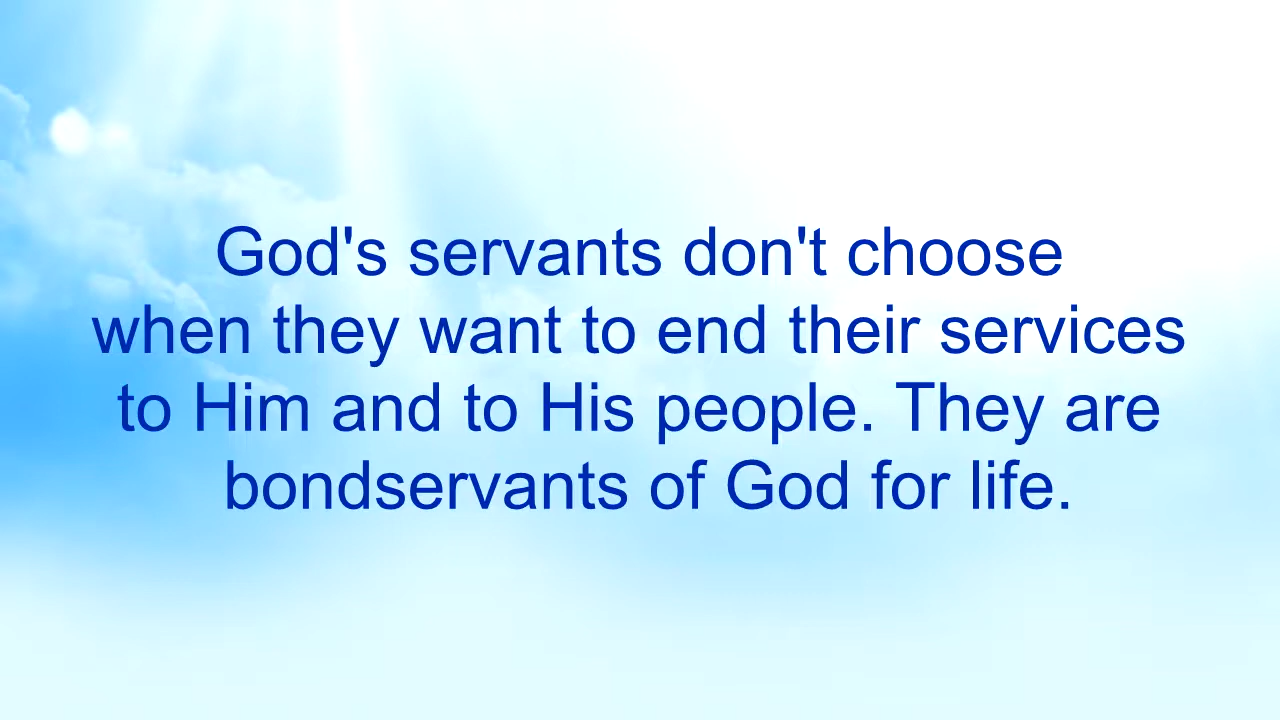 God's servants don't choose
when they want to end their services
to Him and to His people. They are
bondservants of God for life.